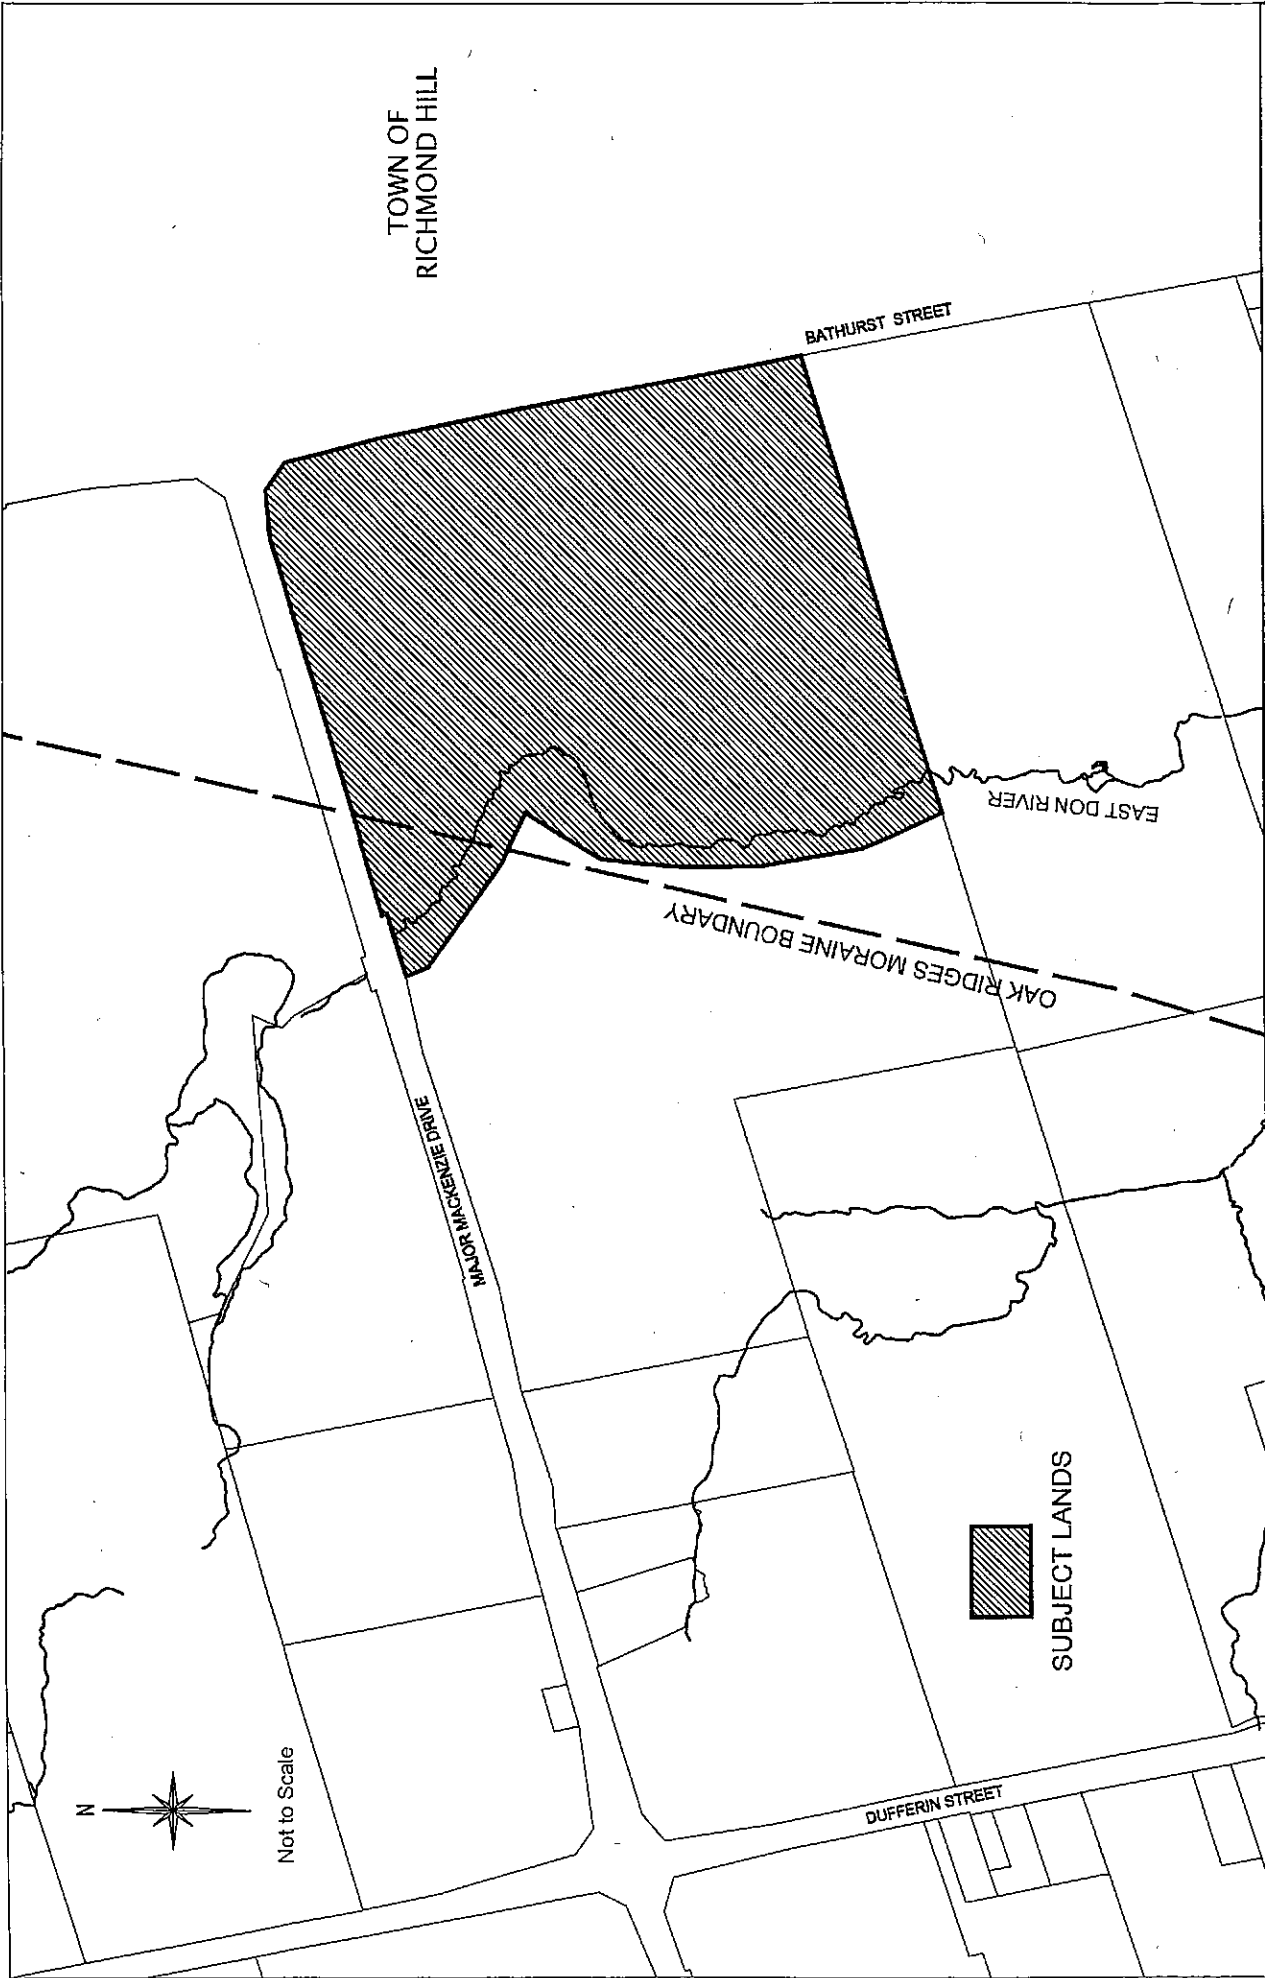 TOWN OF
RICHMOND HILL
BATHURST STREET
EAST DON RIVER
OAK RIDGES MORAINE BOUNDARY
MAJOR MACKENZIE DRIVE
SUBJECT LANDS
N
Not to Scale
DUFFERIN STREET